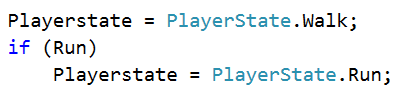 Playerstate = PlayerState.Walk;
if (Run)
    Playerstate = PlayerState.Run;